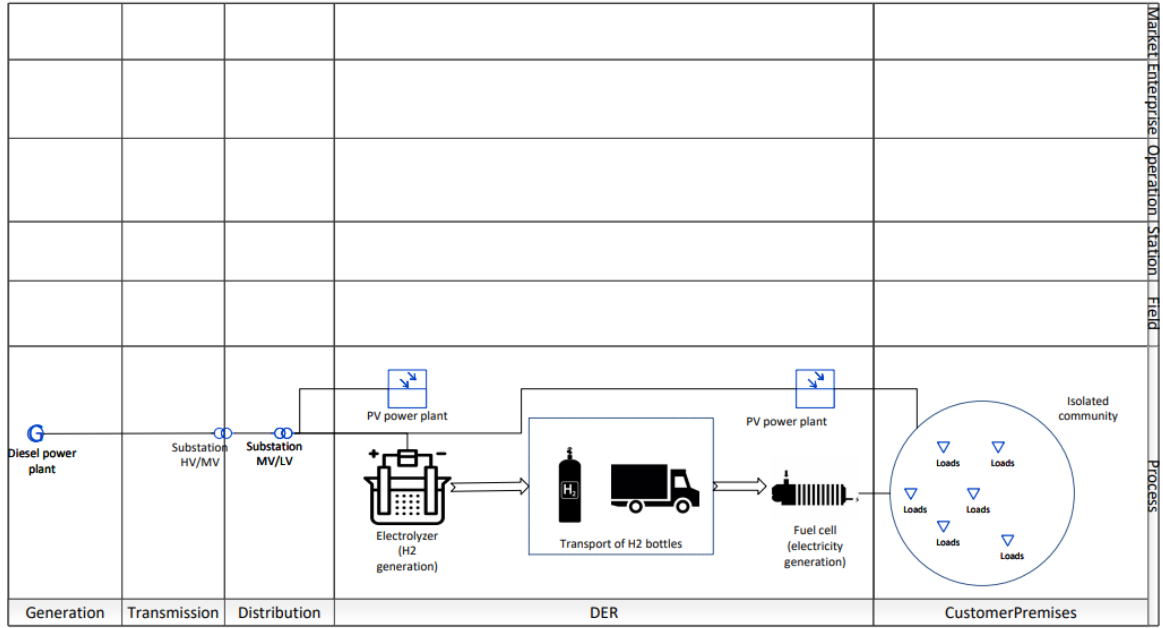 Market
Enterprise
Operation
Station
Field
Process
PV power plant
PV power plant
Isolated
community
G
Diesel power
plant
Substation
HV/MV
Substation
MV/LV
+
-
Electrolyzer
(H2
generation)
H₂
Transport of H2 bottles
Fuel cell
(electricity
generation)
Loads
Loads
Loads
Loads
Loads
Loads
Generation
Transmission
Distribution
DER
CustomerPremises